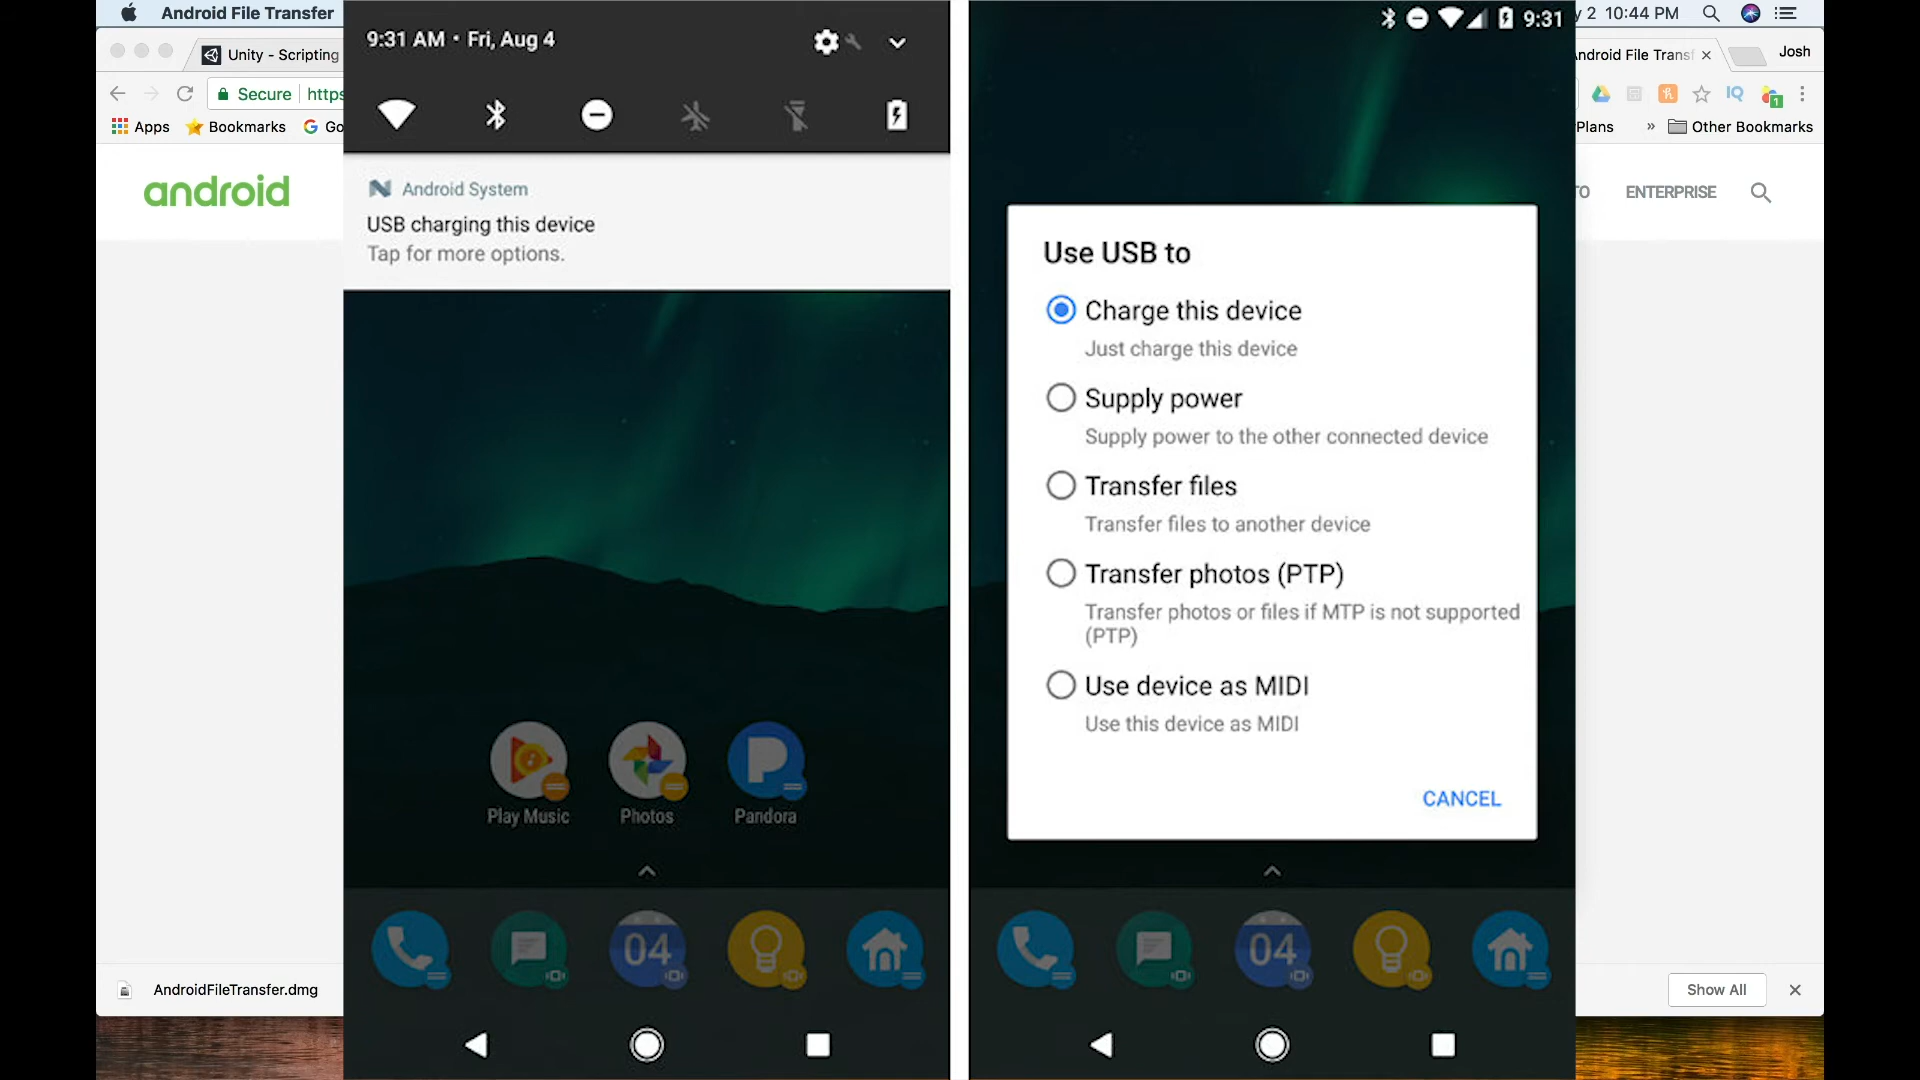 Android File Transfer
2 10:44 PM
Unity - Scripting
Android File Transf
Josh
Secure
https
Apps
Bookmarks
Go
Plans
»
Other Bookmarks
android
TO
ENTERPRISE
9:31 AM • Fri, Aug 4
Android System
USB charging this device
Tap for more options.
Play Music
Photos
Pandora
04
9:31
Use USB to
Charge this device
Just charge this device
Supply power
Supply power to the other connected device
Transfer files
Transfer files to another device
Transfer photos (PTP)
Transfer photos or files if MTP is not supported
(PTP)
Use device as MIDI
Use this device as MIDI
CANCEL
04
AndroidFileTransfer.dmg
Show All